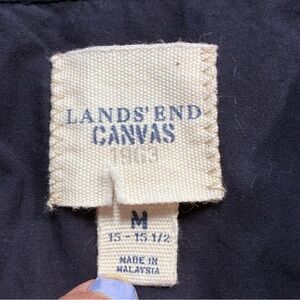 LANDS' END
CANVAS
1963
M
15 - 15 1/2
MADE IN
MALAYSIA